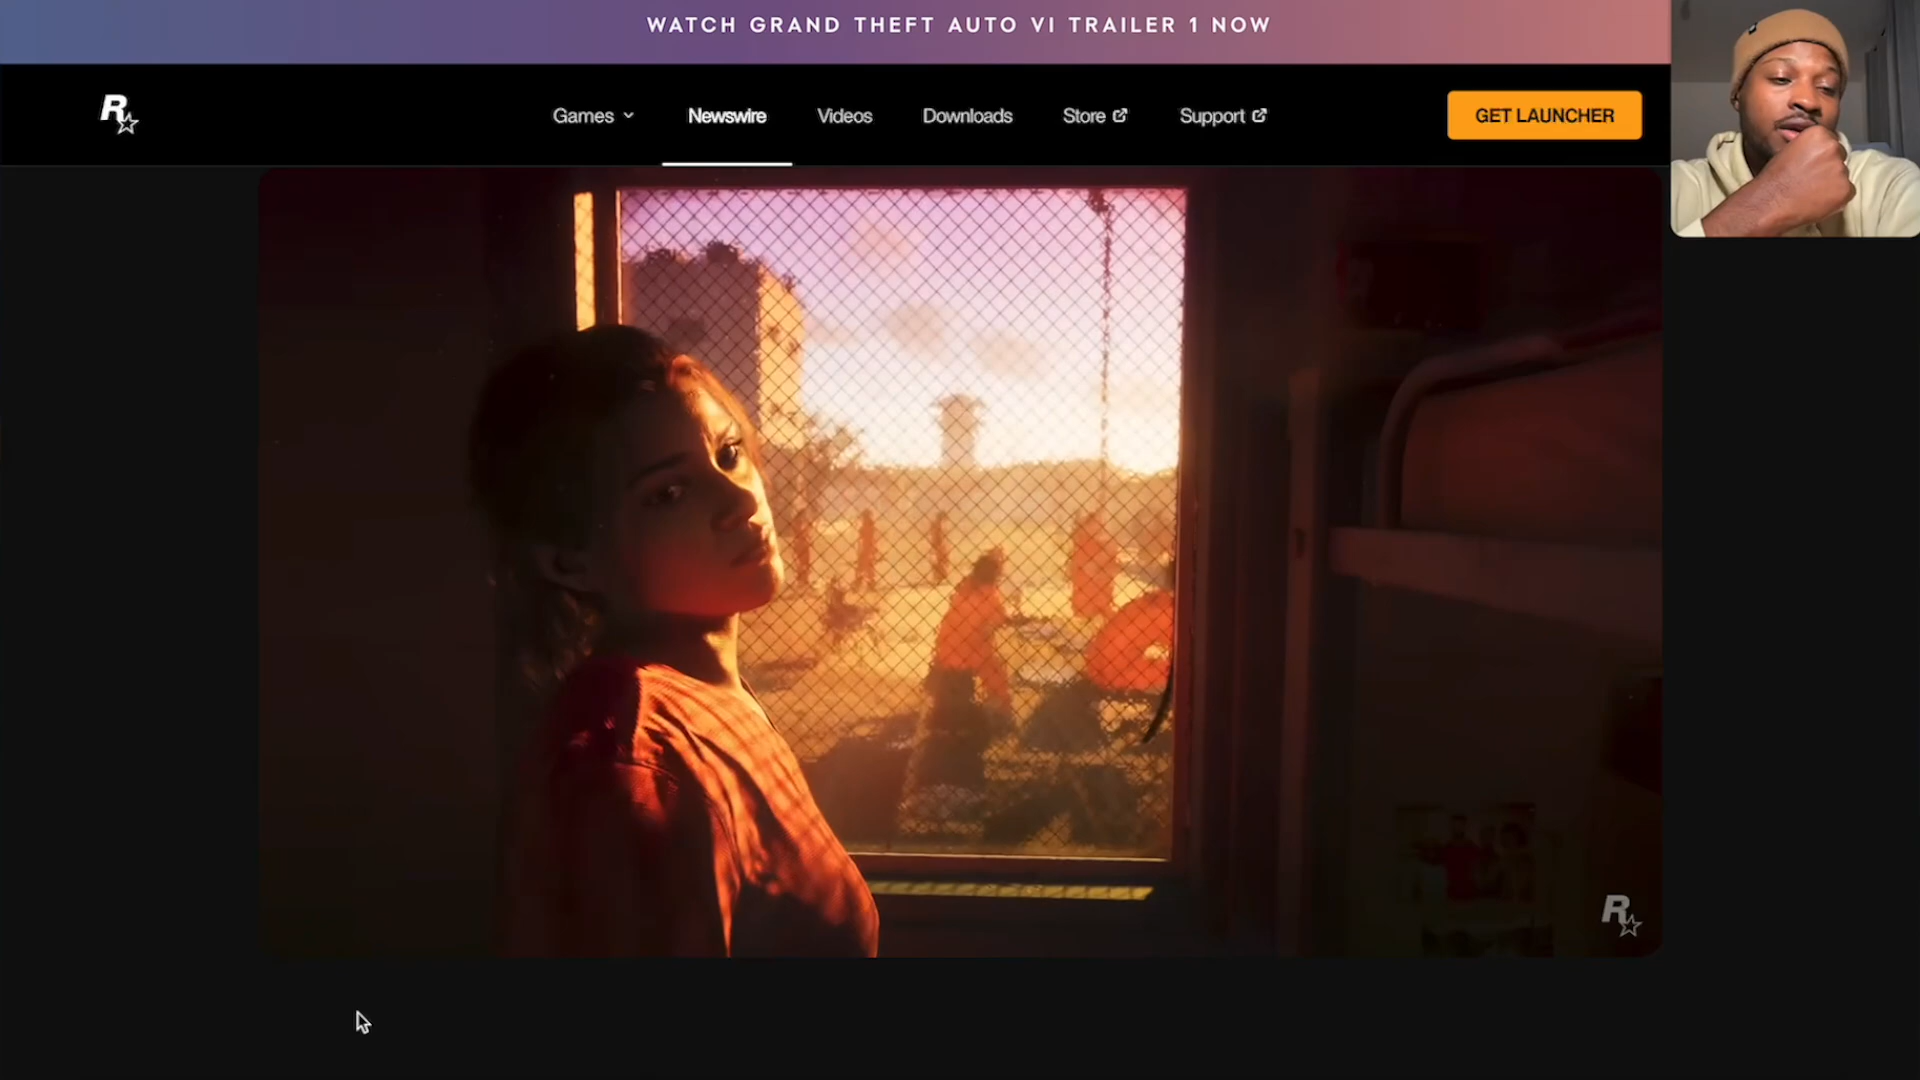 WATCH GRAND THEFT AUTO VI TRAILER 1 NOW
R
Games
Newswire
Videos
Downloads
Store
Support
GET LAUNCHER
R